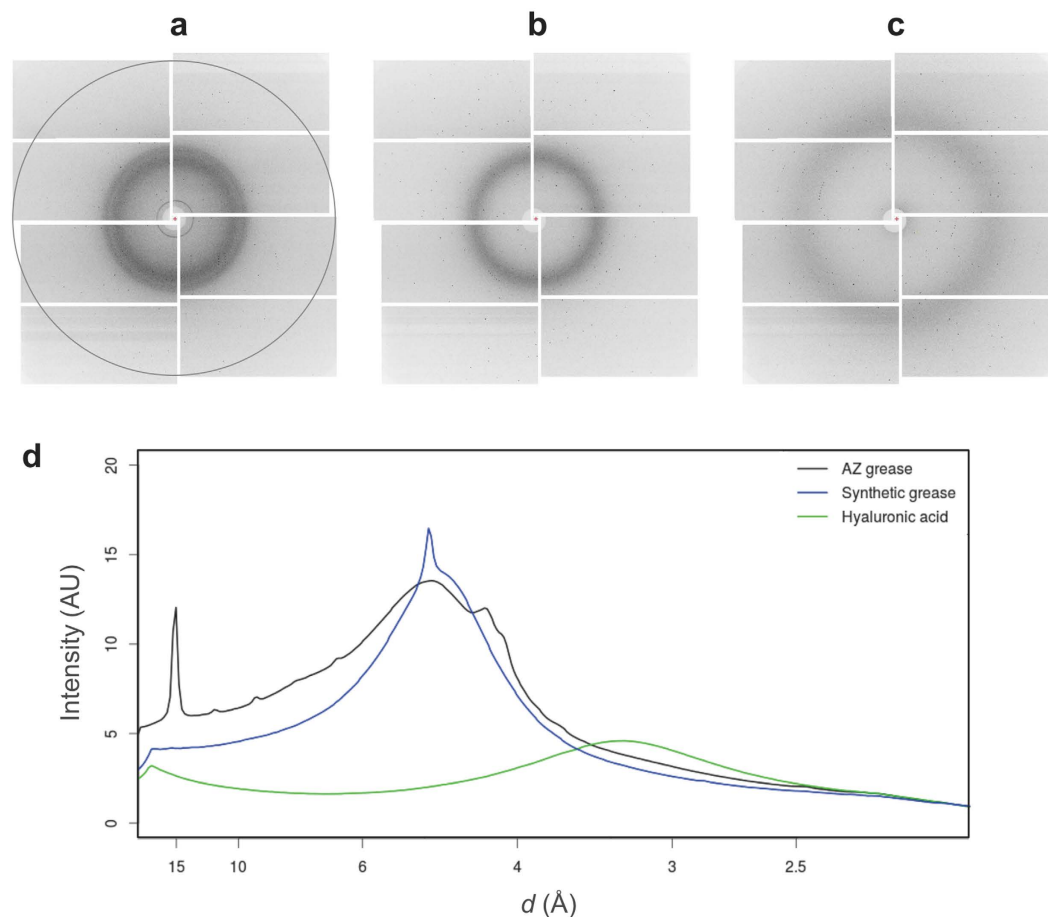 a
b
c
d
20
15
10
5
0
Intensity (AU)
AZ grease
Synthetic grease
Hyaluronic acid
15
10
6
4
3
2.5
d (Å)